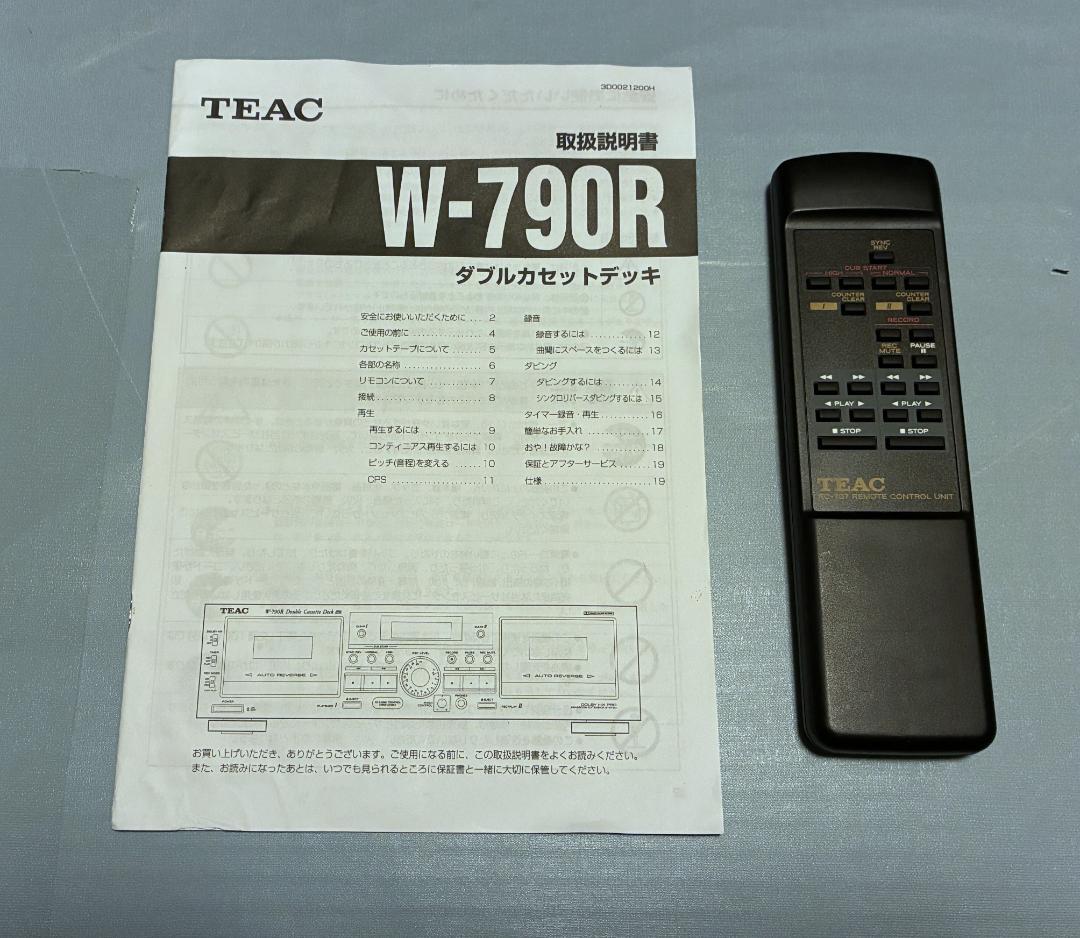 3D0021200H
TEAC
取扱説明書
W-790R
ダブルカセットデッキ
安全にお使いいただくために ... 2
ご使用の前に ................ 4
カセットテープについて ....... 5
各部の名称 .................. 6
リモコンについて ............ 7
接続 ........................ 8
再生
再生するには ............ 9
コンティニアス再生するには 10
ピッチ(音程)を変える ...... 10
CPS ...................... 11
録音
録音するには ............. 12
曲間にスペースをつくるには 13
ダビング
ダビングするには .......... 14
シンクロリバースダビングするには . 15
タイマー録音・再生 .......... 16
簡単なお手入れ .............. 17
おや!故障かな? .............. 18
保証とアフターサービス ....... 19
仕様 ........................ 19
TEAC
W-790R Double Cassette Deck
AUTO REVERSE
AUTO REVERSE
POWER
お買い上げいただき、ありがとうございます。ご使用になる前に、この取扱説明書をよくお読みください。
また、お読みになったあとは、いつでも見られるところに保証書と一緒に大切に保管してください。
SYNC
REV
DUB START
HIGH NORMAL
COUNTER
CLEAR
COUNTER
CLEAR
I II
RECORD
REC
MUTE
PAUSE
◀◀ ▶▶ ◀◀ ▶▶
◀ PLAY ▶ ◀ PLAY ▶
■ STOP ■ STOP
TEAC
REMOTE CONTROL UNIT